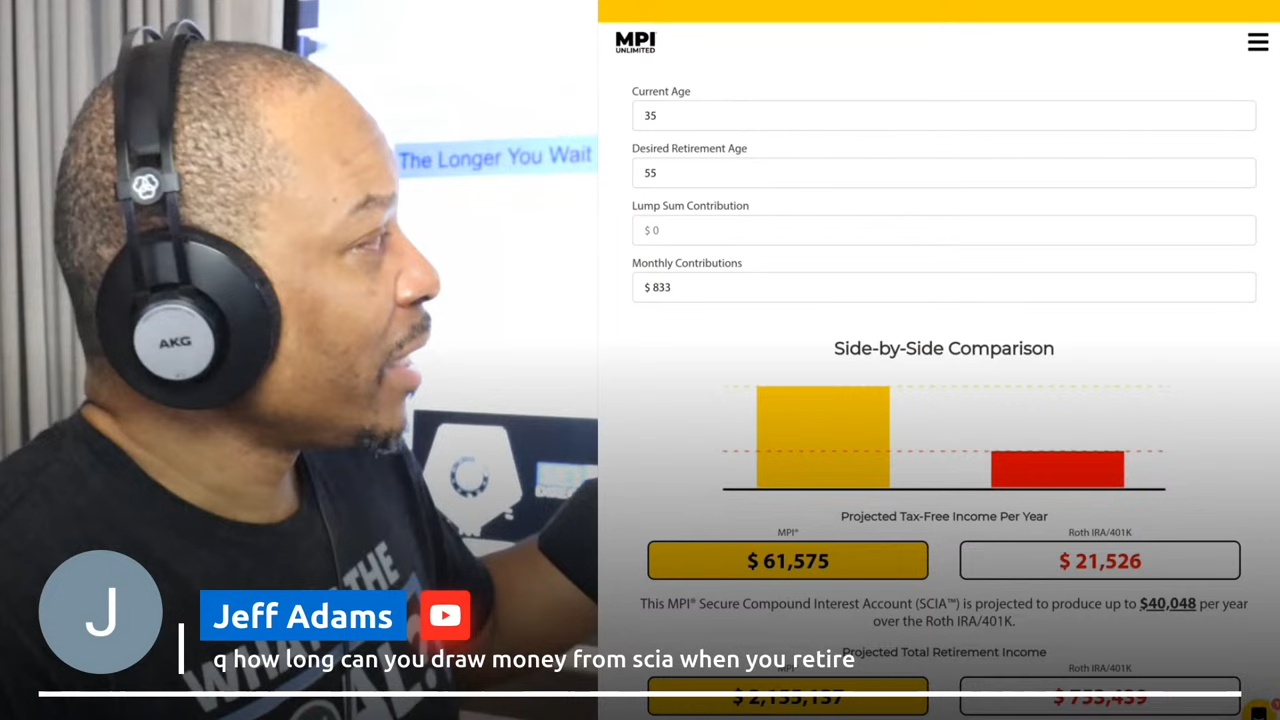 The Longer You Wait
AKG
MPI
UNLIMITED
Current Age
35
Desired Retirement Age
55
Lump Sum Contribution
$ 0
Monthly Contributions
$ 833
Side-by-Side Comparison
Projected Tax-Free Income Per Year
MPI®
Roth IRA/401K
$ 61,575
$ 21,526
This MPI® Secure Compound Interest Account (SCIA™) is projected to produce up to $40,048 per year
over the Roth IRA/401K.
Projected Total Retirement Income
Roth IRA/401K
J
Jeff Adams
q how long can you draw money from scia when you retire